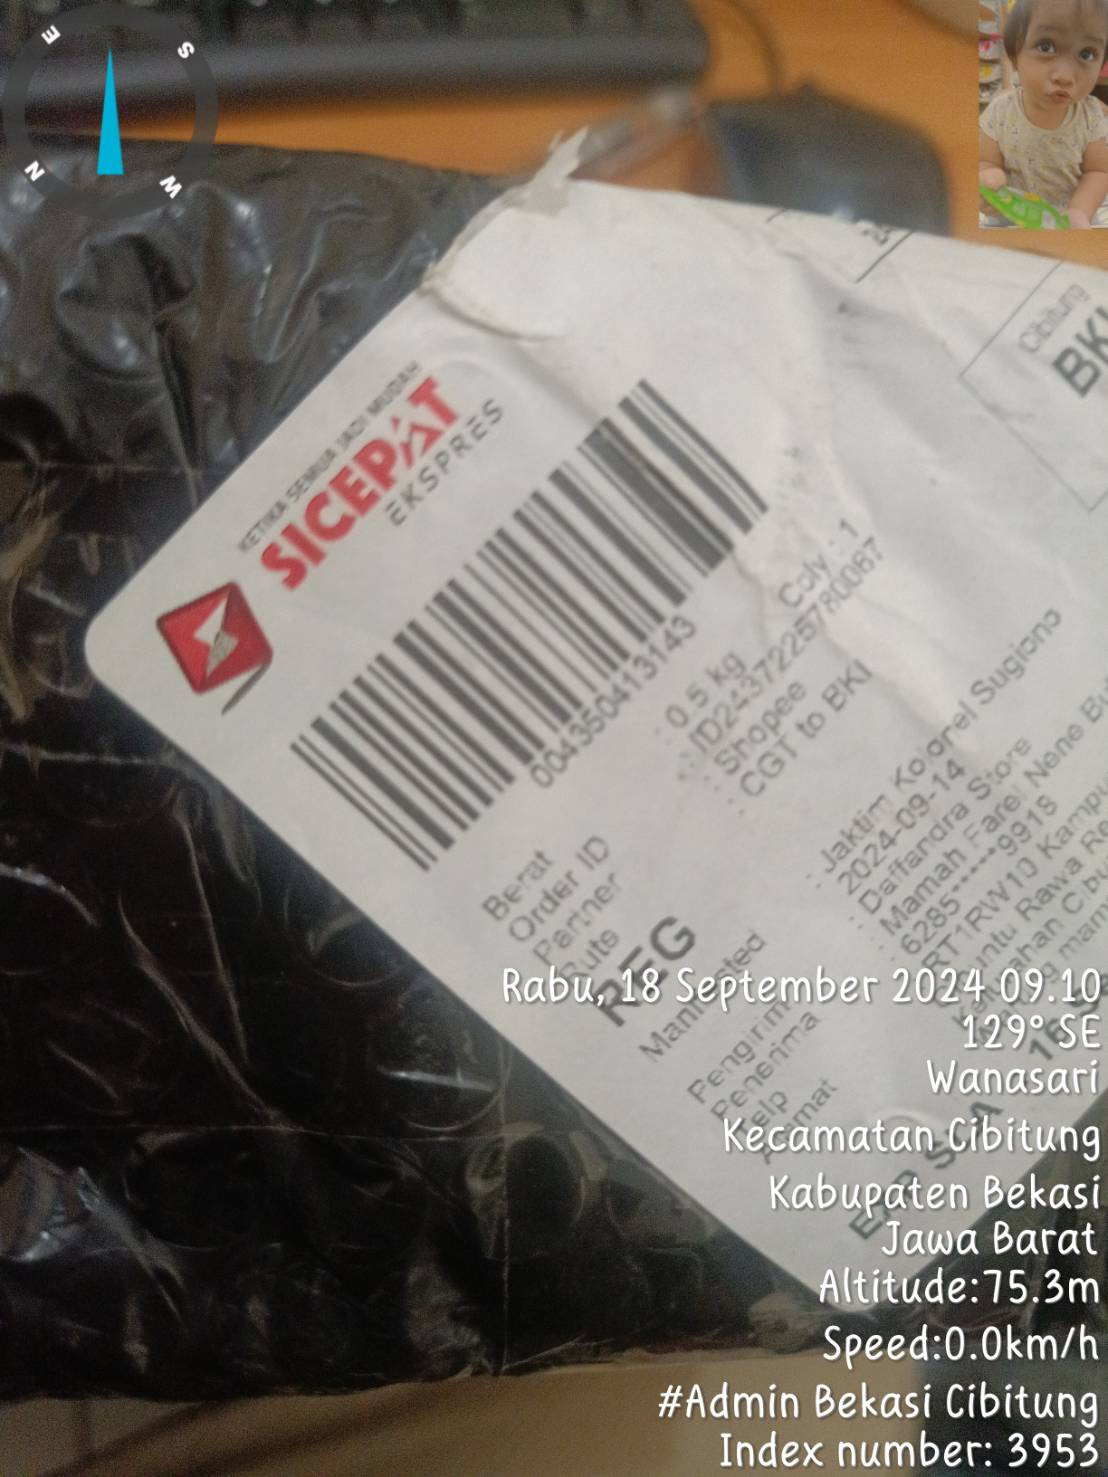 E
S
N
W
KETIKA SEMUA JADI MUDAH
SICEPAT
EKSPRES
Cibitung
004350413143
Berat : 0.5 kg Coly : 1
Order ID
Partner : Shopee
Rute : CGT to BKI
REG : Jaktim Kolonel Sugiono
Manifested : 2024-09-14
Pengirim : Daffandra Store
Penerima : Mamah Farel Nene
Telp : 6285*****9918
Alamat : RT1RW10
Rabu, 18 September 2024 09.10
129° SE
Wanasari
Kecamatan Cibitung
Kabupaten Bekasi
Jawa Barat
Altitude:75.3m
Speed:0.0km/h
#Admin Bekasi Cibitung
Index number: 3953